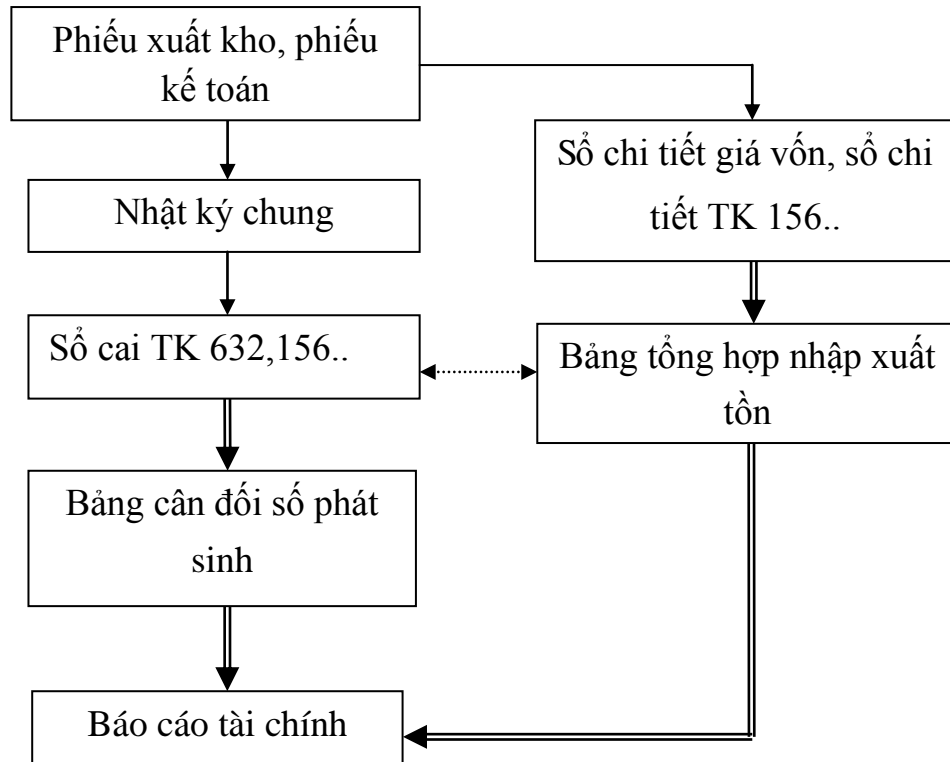 Phiếu xuất kho, phiếu
kế toán
Sổ chi tiết giá vốn, sổ chi
tiết TK 156..
Nhật ký chung
Sổ cai TK 632,156..
Bảng tổng hợp nhập xuất
tồn
Bảng cân đối số phát
sinh
Báo cáo tài chính